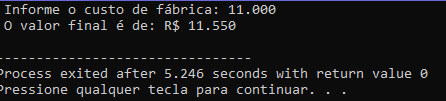 Informe o custo de fábrica: 11.000
O valor final é de: R$ 11.550
--------------------------------
Process exited after 5.246 seconds with return value 0
Pressione qualquer tecla para continuar. . .